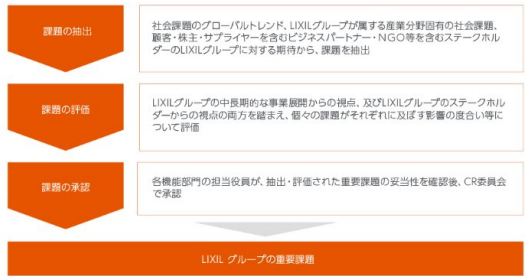 課題の抽出
社会課題のグローバルトレンド、LIXILグループが属する産業分野固有の社会課題、
顧客・株主・サプライヤーを含むビジネスパートナー・NGO等を含むステークホル
ダーのLIXILグループに対する期待から、課題を抽出
課題の評価
LIXILグループの中長期的な事業展開からの視点、及びLIXILグループのステークホル
ダーからの視点の両方を踏まえ、個々の課題がそれぞれに及ぼす影響の度合い等に
ついて評価
課題の承認
各機能部門の担当役員が、抽出・評価された重要課題の妥当性を確認後、CR委員会
で承認
LIXIL グループの重要課題